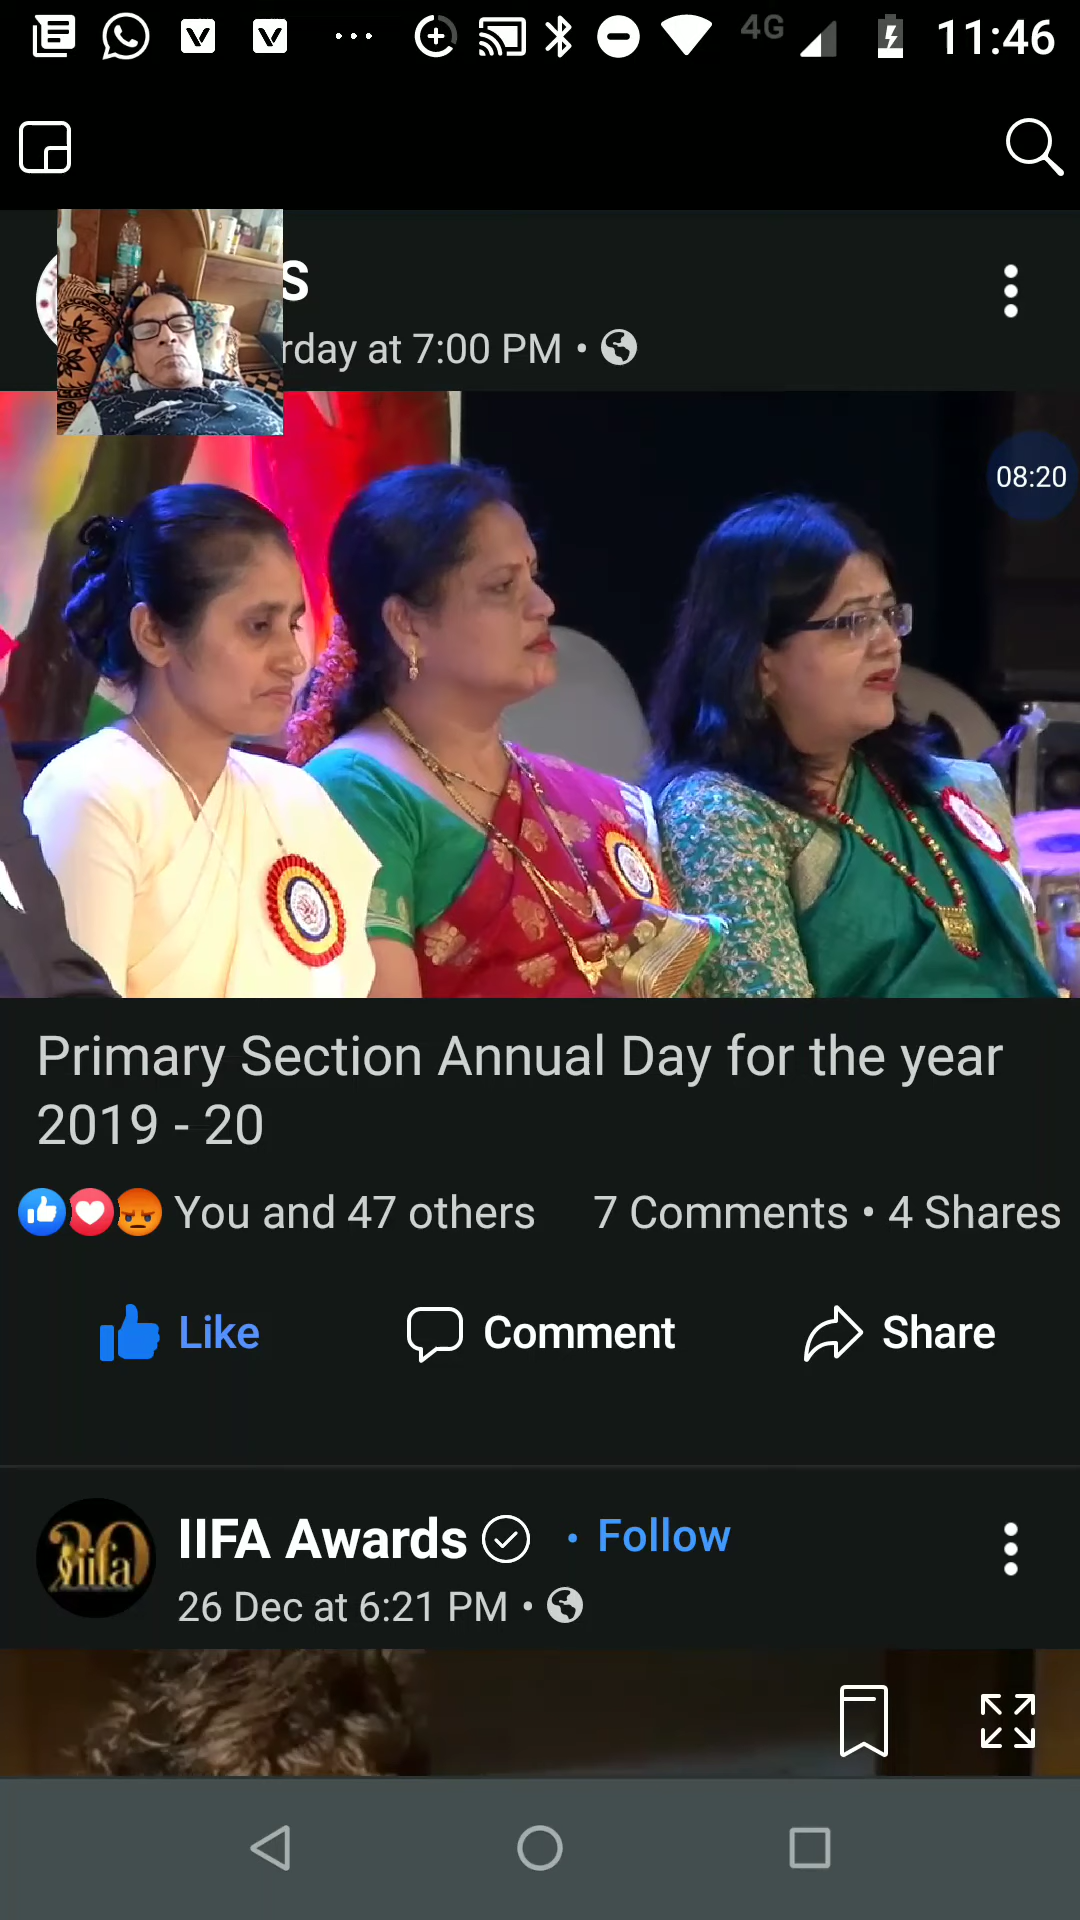 4G 11:46
S
rday at 7:00 PM •
08:20
Primary Section Annual Day for the year
2019 - 20
You and 47 others 7 Comments • 4 Shares
Like Comment Share
IIFA Awards • Follow
26 Dec at 6:21 PM •
20
iifa